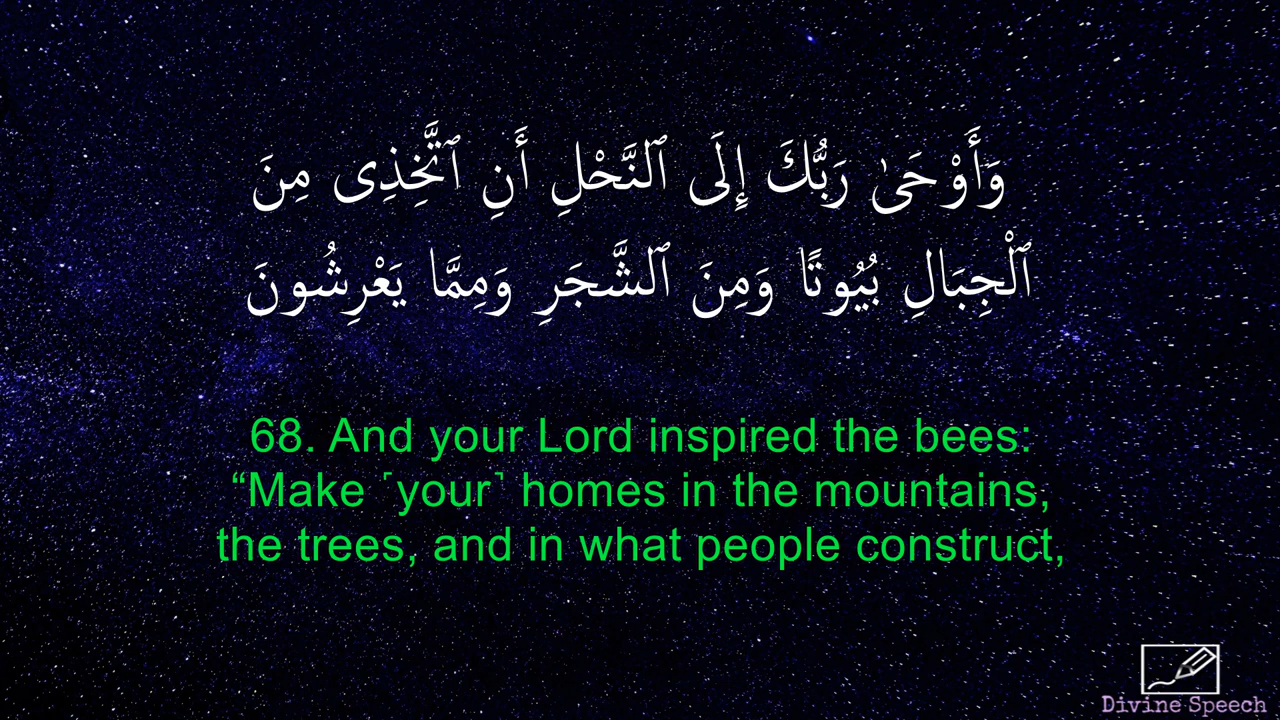 وَأَوْحَىٰ رَبُّكَ إِلَى ٱلنَّحْلِ أَنِ ٱتَّخِذِى مِنَ
ٱلْجِبَالِ بُيُوتًا وَمِنَ ٱلشَّجَرِ وَمِمَّا يَعْرِشُونَ
68. And your Lord inspired the bees:
“Make ˹your˺ homes in the mountains,
the trees, and in what people construct,
Divine Speech